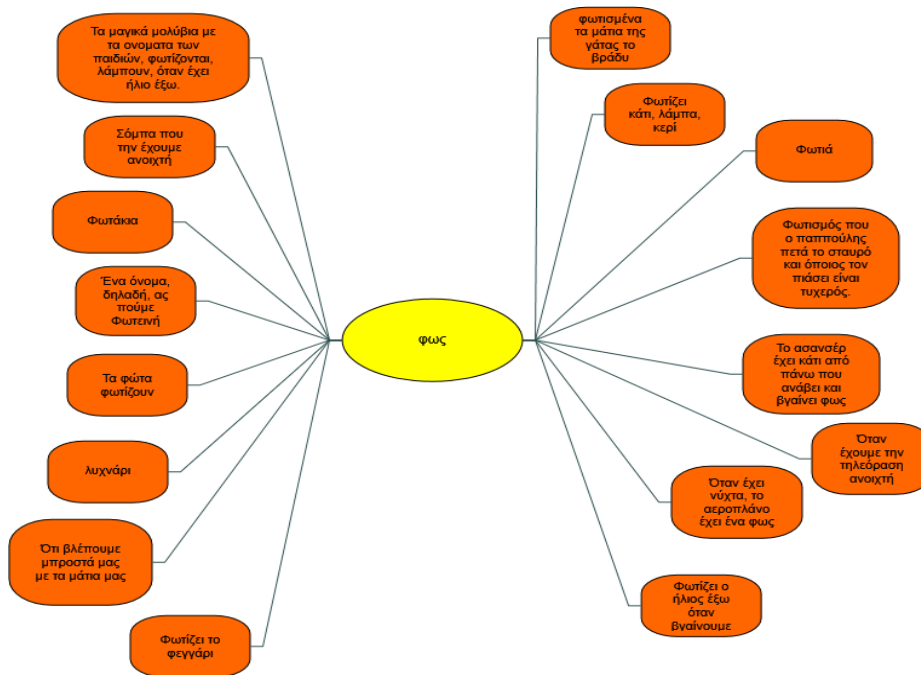 Τα μαγικά μολύβια με
τα ονοματα των
παιδιών, φωτίζονται,
λάμπουν, όταν έχει
ήλιο έξω.
Σόμπα που
την έχουμε
ανοιχτή
Φωτάκια
Ένα όνομα,
δηλαδή, ας
πούμε
Φωτεινή
Τα φώτα
φωτίζουν
λυχνάρι
Ότι βλέπουμε
μπροστά μας
με τα μάτια μας
Φωτίζει το
φεγγάρι
φως
φωτισμένα
τα μάτια της
γάτας το
βράδυ
Φωτίζει
κάτι, λάμπα,
κερί
Φωτιά
Φωτισμός που
ο παππούλης
πετά το σταυρό
και όποιος τον
πιάσει είναι
τυχερός.
Το ασανσέρ
έχει κάτι από
πάνω που
ανάβει και
βγαίνει φως
Όταν
έχουμε την
τηλεόραση
ανοιχτή
Όταν έχει
νύχτα, το
αεροπλάνο
έχει ένα φως
Φωτίζει ο
ήλιος έξω
όταν
βγαίνουμε